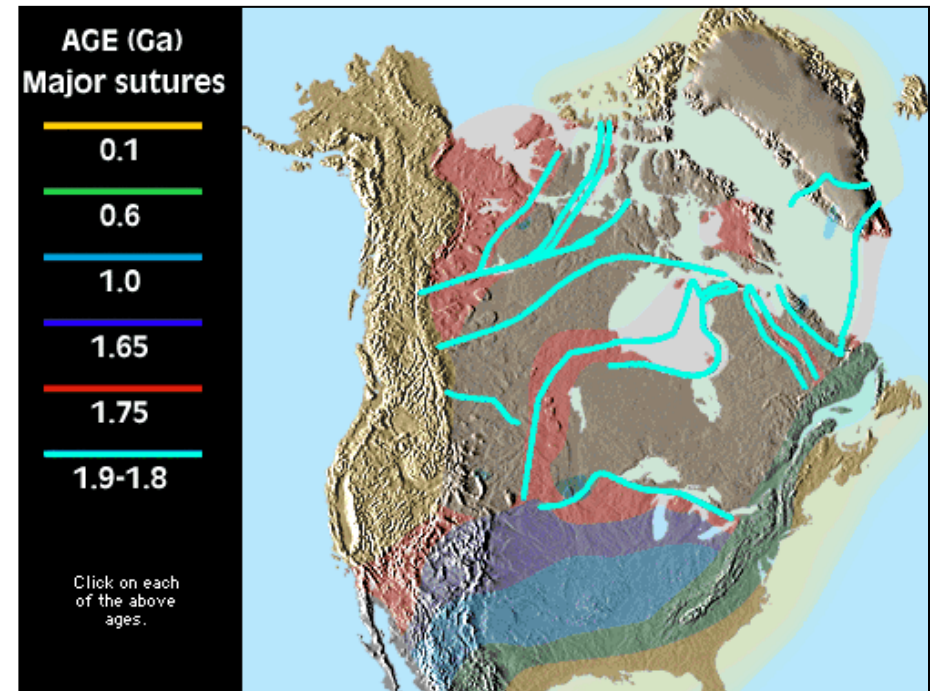 AGE (Ga)
Major sutures
0.1
0.6
1.0
1.65
1.75
1.9-1.8
Click on each
of the above
ages.